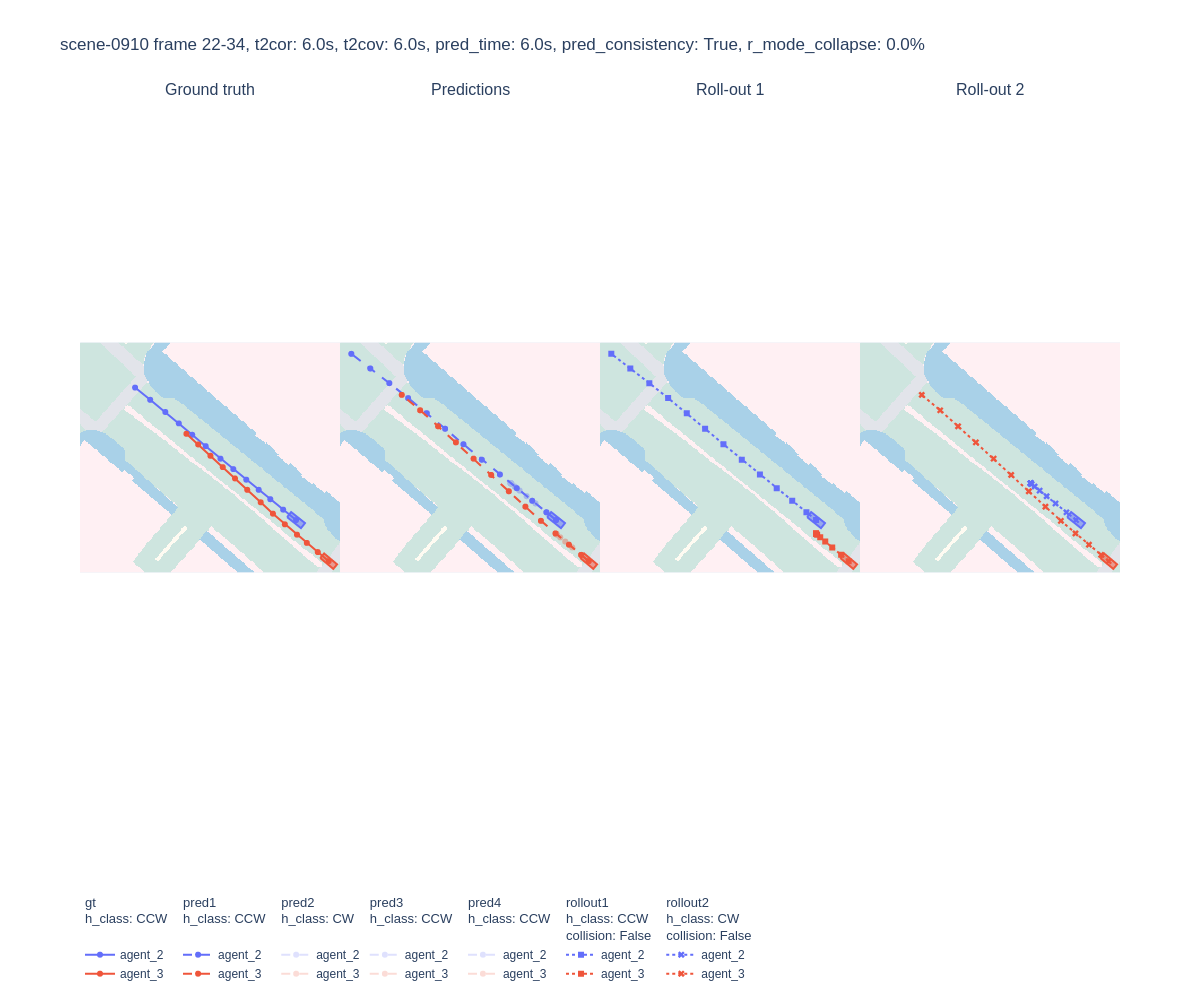 scene-0910 frame 22-34, t2cor: 6.0s, t2cov: 6.0s, pred_time: 6.0s, pred_consistency: True, r_mode_collapse: 0.0%
Ground truth
Predictions
Roll-out 1
Roll-out 2
gt
h_class: CCW
agent_2
agent_3
pred1
h_class: CCW
agent_2
agent_3
pred2
h_class: CW
agent_2
agent_3
pred3
h_class: CCW
agent_2
agent_3
pred4
h_class: CCW
agent_2
agent_3
rollout1
h_class: CCW
collision: False
agent_2
agent_3
rollout2
h_class: CW
collision: False
agent_2
agent_3